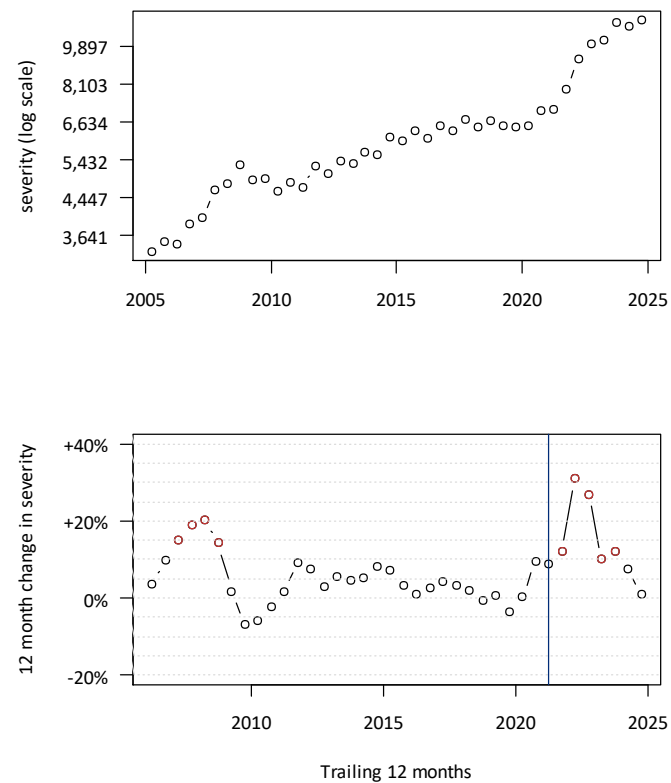 severity (log scale)
9,897
8,103
6,634
5,432
4,447
3,641
2005 2010 2015 2020 2025
12 month change in severity
+40%
+20%
0%
-20%
2010 2015 2020 2025
Trailing 12 months